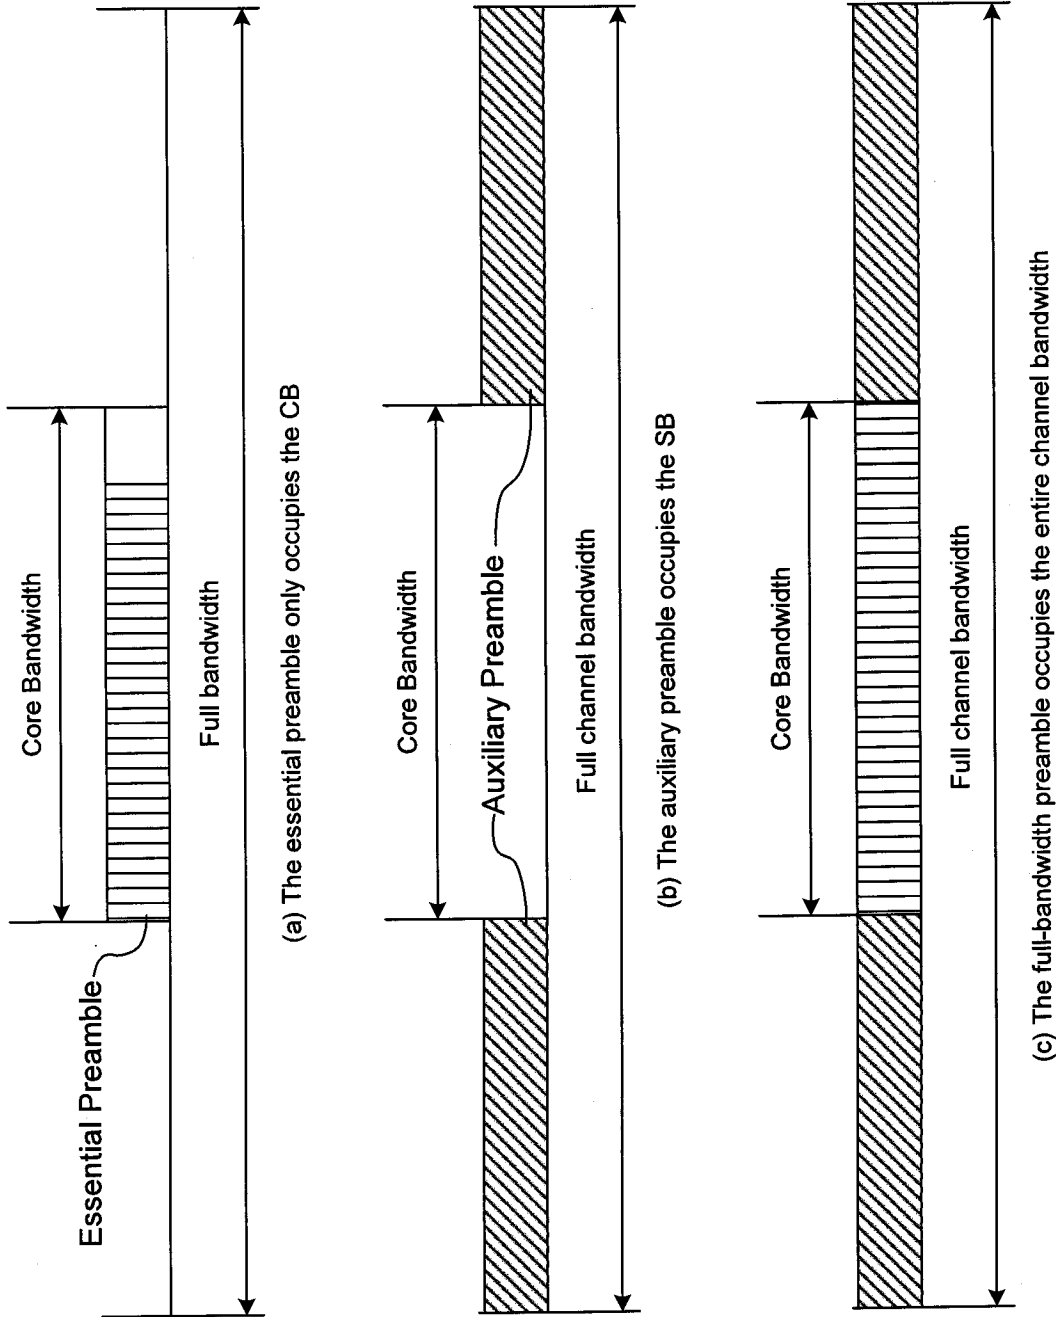 Core Bandwidth
Essential Preamble
Full bandwidth
(a) The essential preamble only occupies the CB
Core Bandwidth
Auxiliary Preamble
Full channel bandwidth
(b) The auxiliary preamble occupies the SB
Core Bandwidth
Full channel bandwidth
(c) The full-bandwidth preamble occupies the entire channel bandwidth